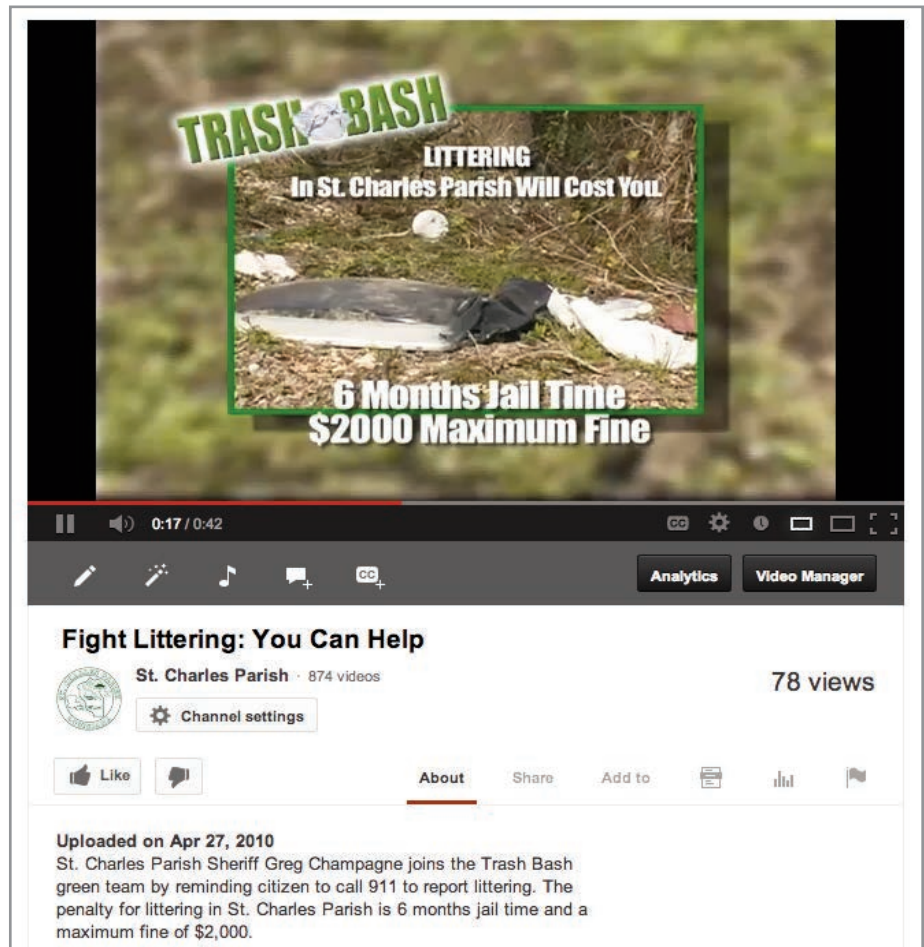 TRASH BASH
LITTERING
In St. Charles Parish Will Cost You.
6 Months Jail Time
$2000 Maximum Fine
0:17 / 0:42
CC
CC
Analytics
Video Manager
Fight Littering: You Can Help
St. Charles Parish · 874 videos
78 views
Channel settings
Like
About
Share
Add to
Uploaded on Apr 27, 2010
St. Charles Parish Sheriff Greg Champagne joins the Trash Bash
green team by reminding citizen to call 911 to report littering. The
penalty for littering in St. Charles Parish is 6 months jail time and a
maximum fine of $2,000.